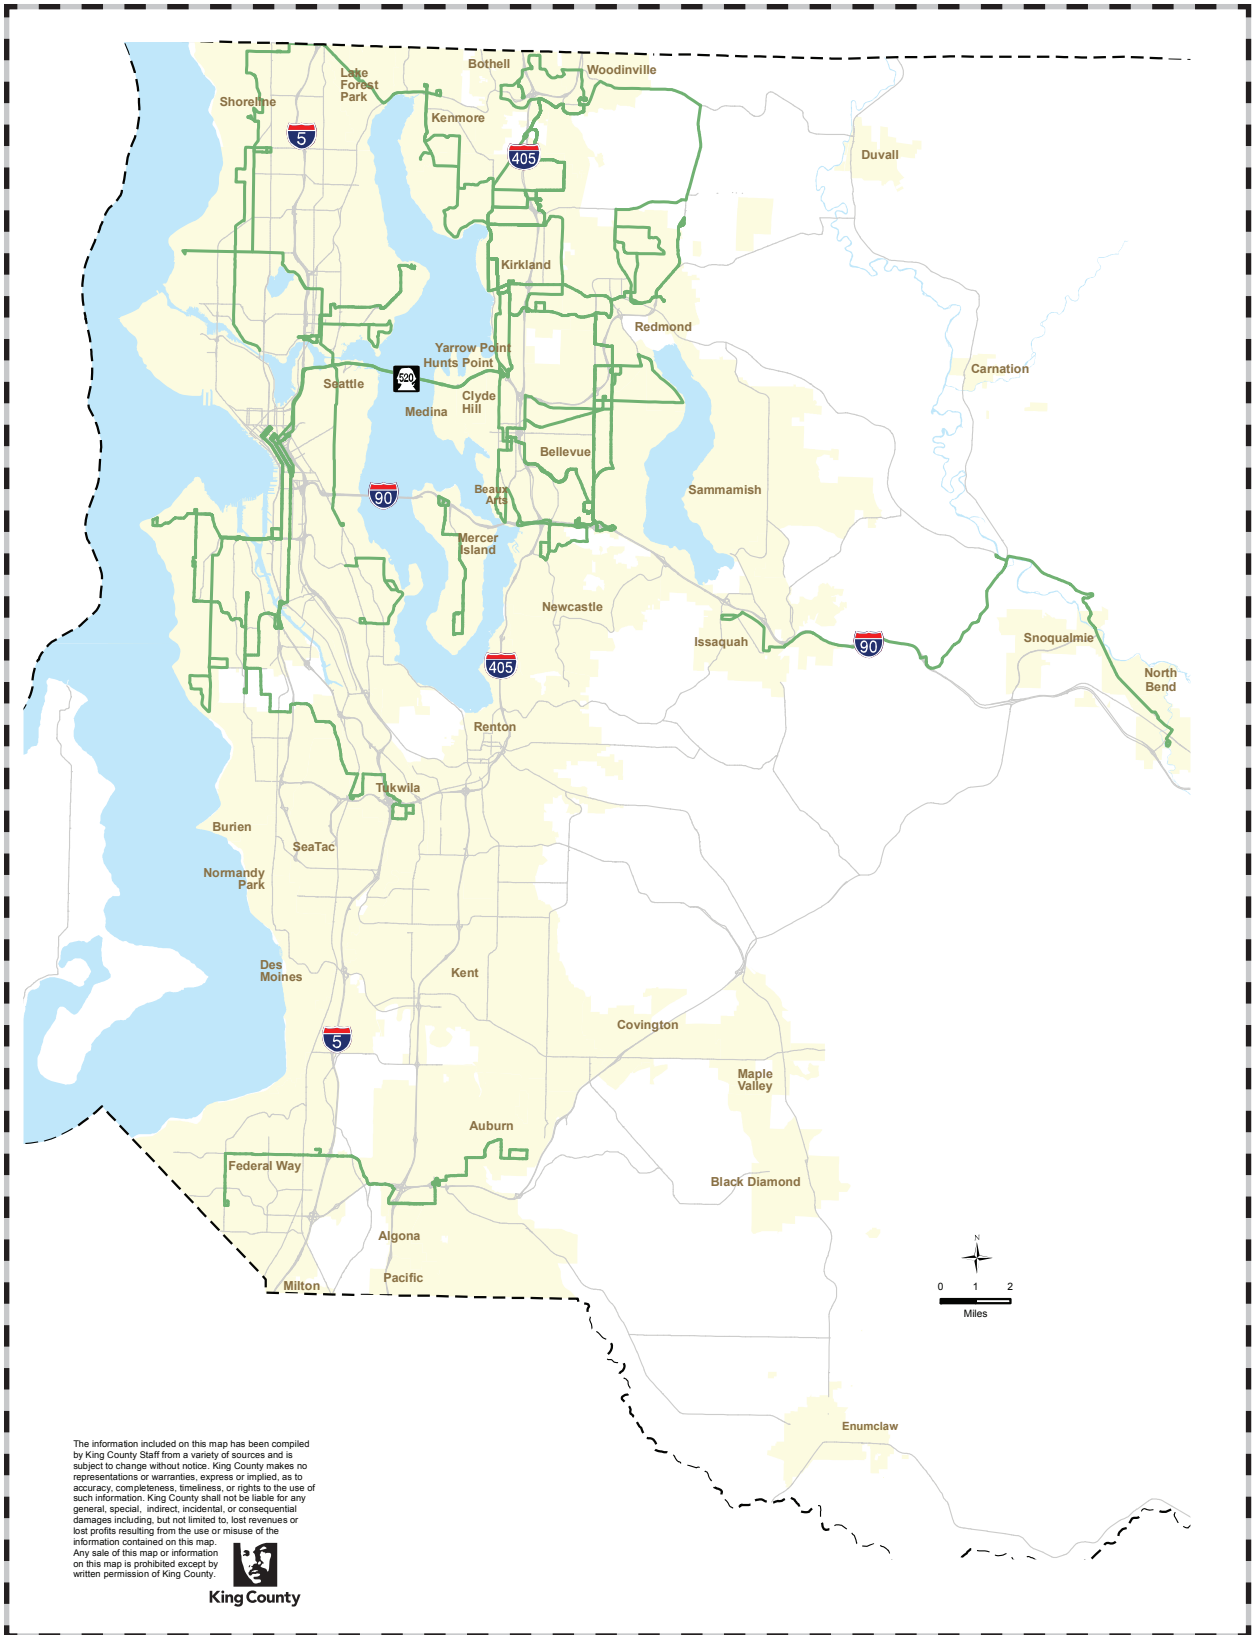 Bothell
Woodinville
Lake
Forest
Park
Shoreline
Kenmore
5
405
Duvall
Kirkland
Redmond
Yarrow Point
Hunts Point
520
Seattle
Clyde
Hill
Medina
Carnation
Bellevue
Beaux
Arts
90
Sammamish
Mercer
Island
Newcastle
Issaquah
90
Snoqualmie
405
North
Bend
Renton
Tukwila
Burien
SeaTac
Normandy
Park
Des
Moines
Kent
Covington
5
Maple
Valley
Auburn
Federal Way
Black Diamond
Algona
Pacific
Milton
N
0 1 2
Miles
Enumclaw
The information included on this map has been compiled
by King County Staff from a variety of sources and is
subject to change without notice. King County makes no
representations or warranties, express or implied, as to
accuracy, completeness, timeliness, or rights to the use of
such information. King County shall not be liable for any
general, special, indirect, incidental, or consequential
damages including, but not limited to, lost revenues or
lost profits resulting from the use or misuse of the
information contained on this map.
Any sale of this map or information
on this map is prohibited except by
written permission of King County.
King County